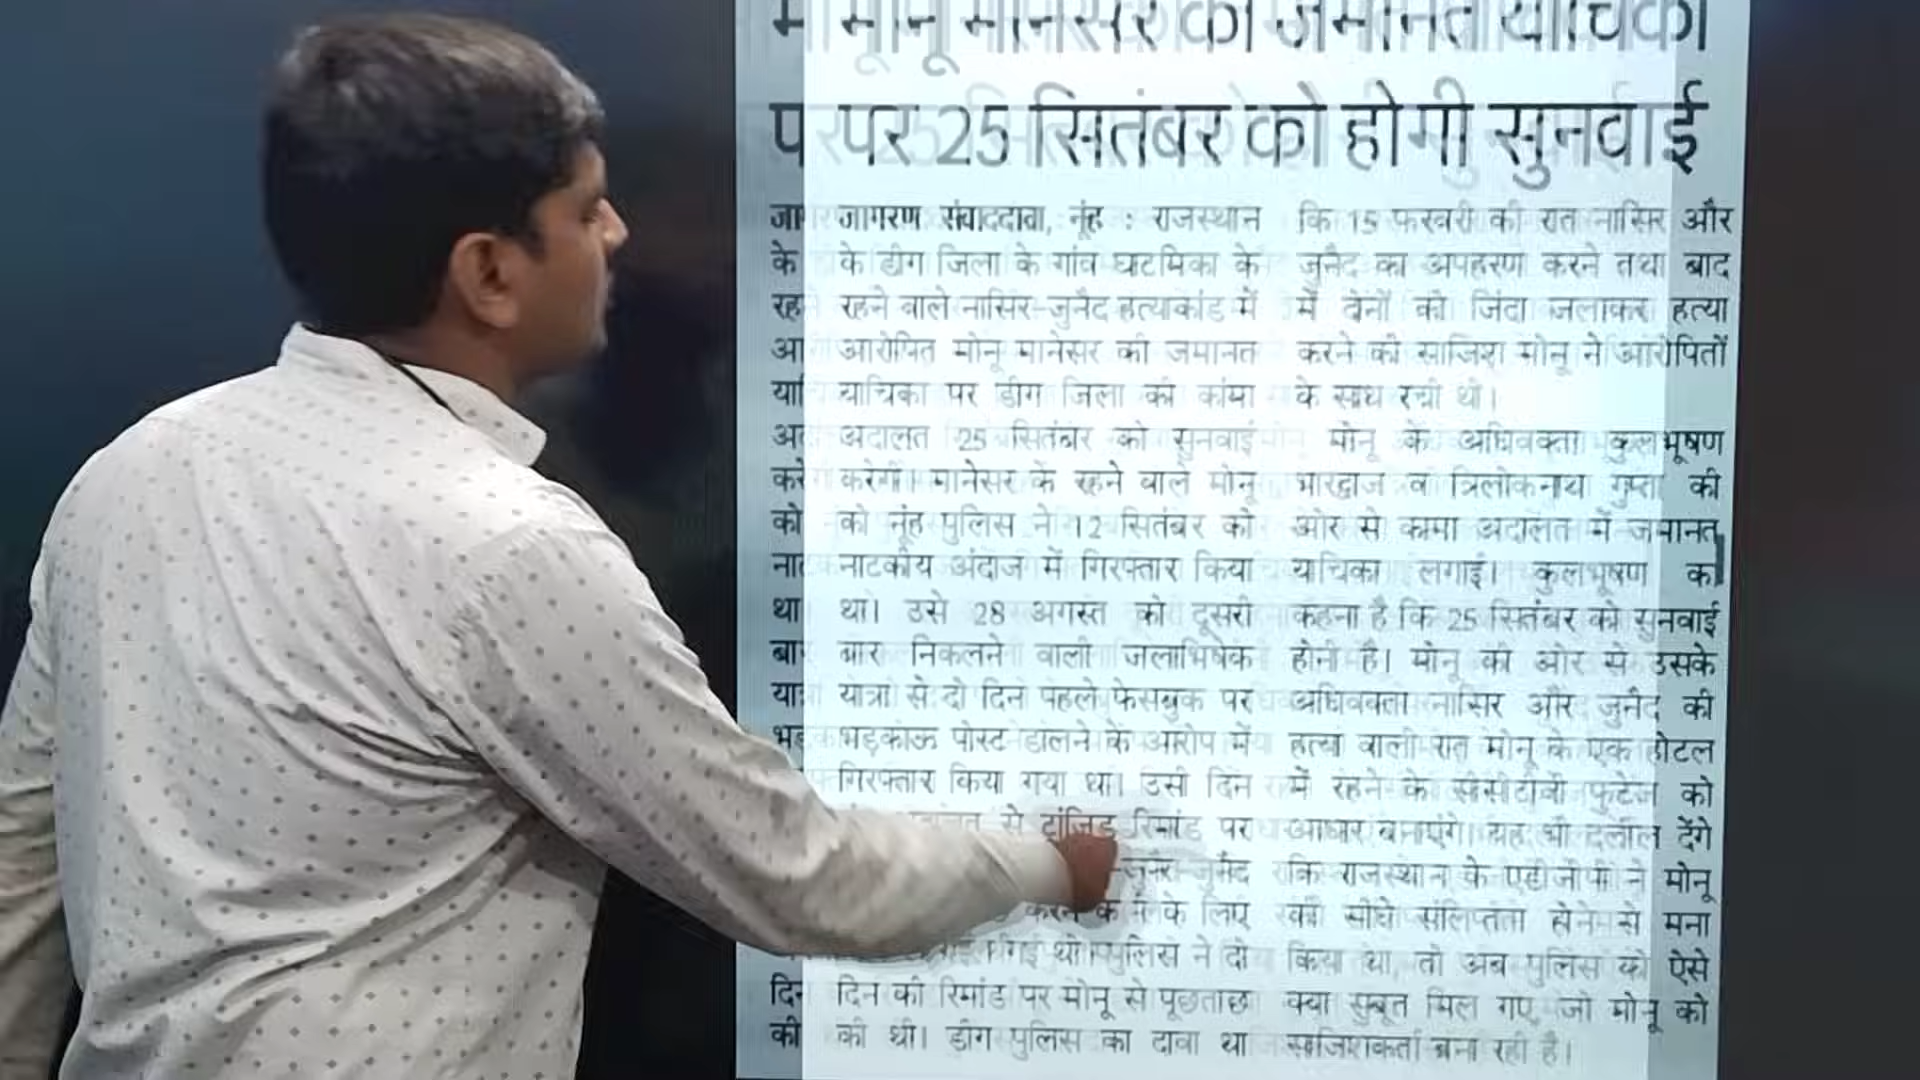 मोनू मानेसर की जमानत याचिका
पर 25 सितंबर को होगी सुनवाई
जागरण संवाददाता, नूंह : राजस्थान
के डीग जिला के गांव घाटमिका के
रहने वाले नासिर-जुनैद हत्याकांड में
आरोपित मोनू मानेसर की जमानत
याचिका पर डीग जिला की कांमा
अदालत 25 सितंबर को सुनवाई
करेगी। मानेसर के रहने वाले मोनू
को नूंह पुलिस ने 12 सितंबर को
नाटकीय अंदाज में गिरफ्तार किया
था। उसे 28 अगस्त को दूसरी
बार निकलने वाली जलाभिषेक
यात्रा से दो दिन पहले फेसबुक पर
भड़काऊ पोस्ट डालने के आरोप में
गिरफ्तार किया गया था। उसी दिन
से ट्रांजिट रिमांड पर
जुनैद
करने के लिए
गई थी। पुलिस ने दो
दिन की रिमांड पर मोनू से पूछताछ
की थी। डीग पुलिस का दावा था
कि 15 फरवरी की रात नासिर और
जुनैद का अपहरण करने तथा बाद
में दोनों को जिंदा जलाकर हत्या
करने की साजिश मोनू ने आरोपितों
के साथ रची थी।
मोनू के अधिवक्ता कुलभूषण
भारद्वाज व त्रिलोकनाथ गुप्ता की
ओर से कामा अदालत में जमानत
याचिका लगाई। कुलभूषण का
कहना है कि 25 सितंबर को सुनवाई
होनी है। मोनू की ओर से उसके
अधिवक्ता नासिर और जुनैद की
हत्या वाली रात मोनू के एक होटल
में रहने के सीसीटीवी फुटेज को
आधार बनाएंगे। यह भी दलील देंगे
कि राजस्थान के एडीजीपी ने मोनू
की सीधे संलिप्तता होने से मना
किया था, तो अब पुलिस को ऐसे
क्या सुबूत मिल गए, जो मोनू को
साजिशकर्ता बना रही है।